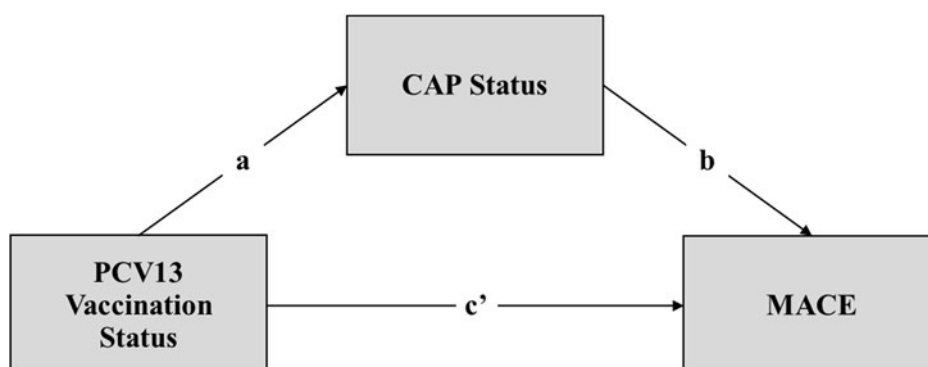 CAP Status
a
b
PCV13
Vaccination
Status
c’
MACE